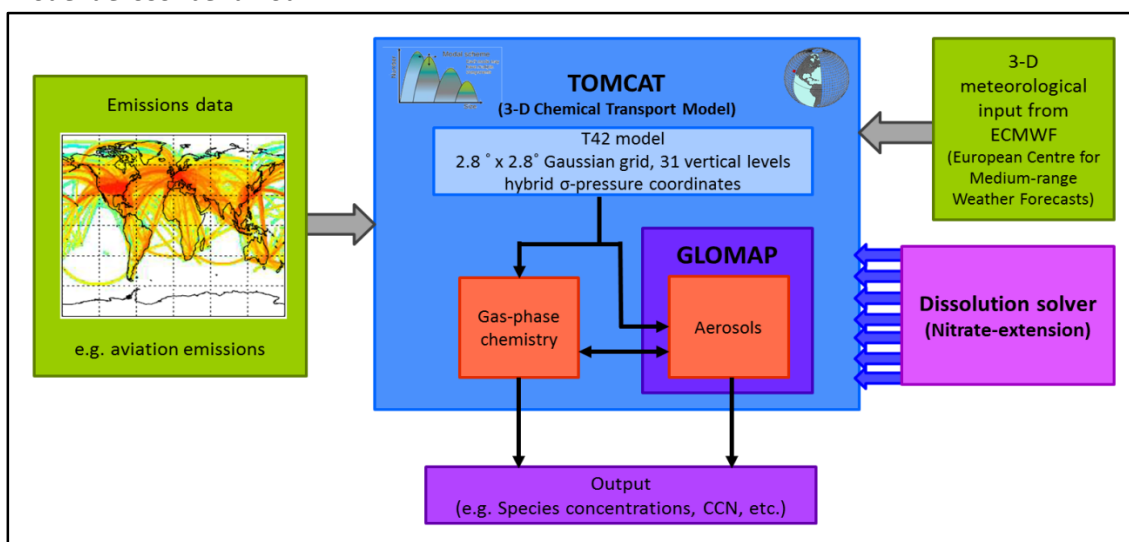 Emissions data
e.g. aviation emissions
TOMCAT
(3-D Chemical Transport Model)
T42 model
2.8 ° x 2.8° Gaussian grid, 31 vertical levels
hybrid σ-pressure coordinates
GLOMAP
Gas-phase
chemistry
Aerosols
3-D
meteorological
input from
ECMWF
(European Centre for
Medium-range
Weather Forecasts)
Dissolution solver
(Nitrate-extension)
Output
(e.g. Species concentrations, CCN, etc.)